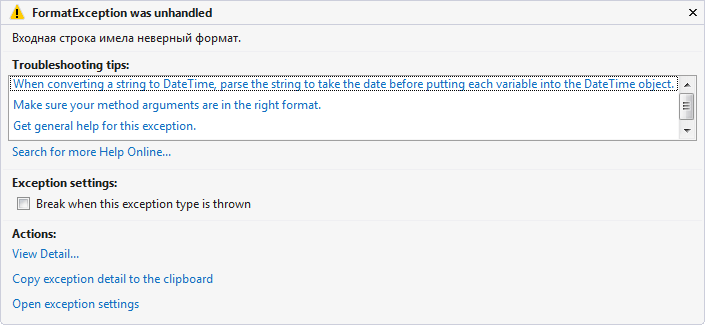 FormatException was unhandled
Входная строка имела неверный формат.
Troubleshooting tips:
When converting a string to DateTime, parse the string to take the date before putting each variable into the DateTime object.
Make sure your method arguments are in the right format.
Get general help for this exception.
Search for more Help Online...
Exception settings:
Break when this exception type is thrown
Actions:
View Detail...
Copy exception detail to the clipboard
Open exception settings